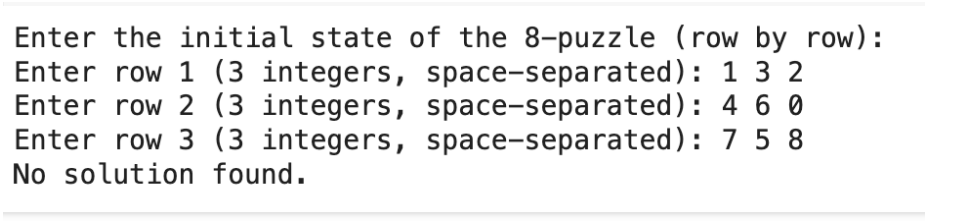 Enter the initial state of the 8-puzzle (row by row):
Enter row 1 (3 integers, space-separated): 1 3 2
Enter row 2 (3 integers, space-separated): 4 6 0
Enter row 3 (3 integers, space-separated): 7 5 8
No solution found.